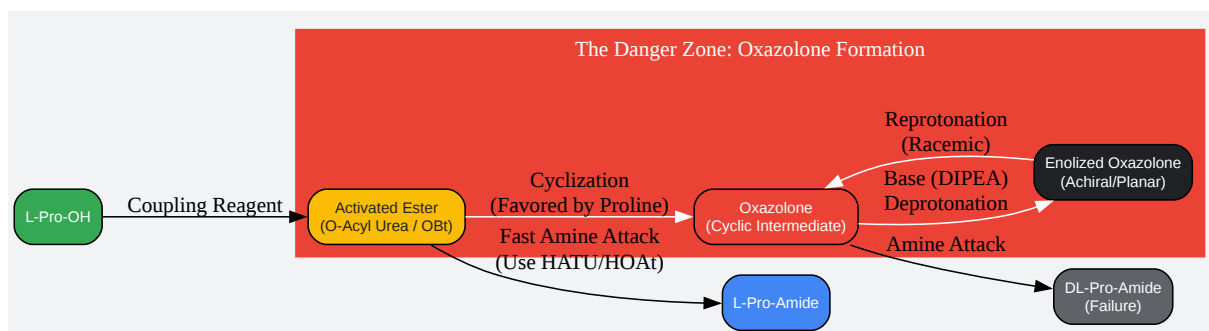 The Danger Zone: Oxazolone Formation
Reprotonation
(Racemic)
Enolized Oxazolone
(Achiral/Planar)
Cyclization
(Favored by Proline)
Base (DIPEA)
Deprotonation
L-Pro-OH
Coupling Reagent
Activated Ester
(O-Acyl Urea / OBt)
Oxazolone
(Cyclic Intermediate)
Fast Amine Attack
(Use HATU/HOAt)
Amine Attack
L-Pro-Amide
DL-Pro-Amide
(Failure)